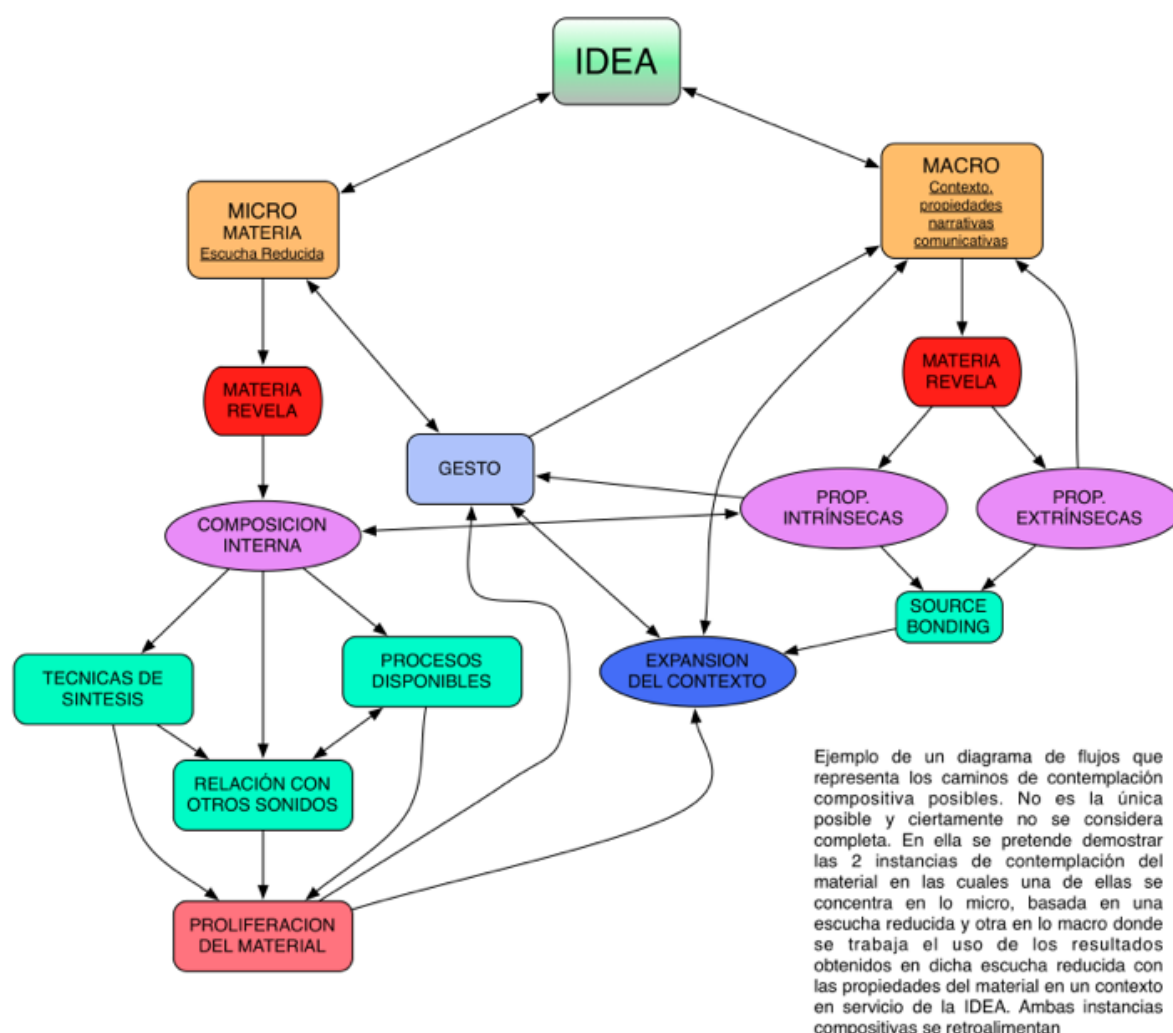 IDEA
MICRO
MATERIA
Escucha Reducida
MACRO
Contexto,
propiedades
narrativas
comunicativas
MATERIA
REVELA
MATERIA
REVELA
GESTO
COMPOSICION
INTERNA
PROP.
INTRÍNSECAS
PROP.
EXTRÍNSECAS
SOURCE
BONDING
TECNICAS DE
SINTESIS
PROCESOS
DISPONIBLES
EXPANSION
DEL CONTEXTO
RELACIÓN CON
OTROS SONIDOS
PROLIFERACION
DEL MATERIAL
Ejemplo de un diagrama de flujos que
representa los caminos de contemplación
compositiva posibles. No es la única
posible y ciertamente no se considera
completa. En ella se pretende demostrar
las 2 instancias de contemplación del
material en las cuales una de ellas se
concentra en lo micro, basada en una
escucha reducida y otra en lo macro donde
se trabaja el uso de los resultados
obtenidos en dicha escucha reducida con
las propiedades del material en un contexto
en servicio de la IDEA. Ambas instancias
compositivas se retroalimentan